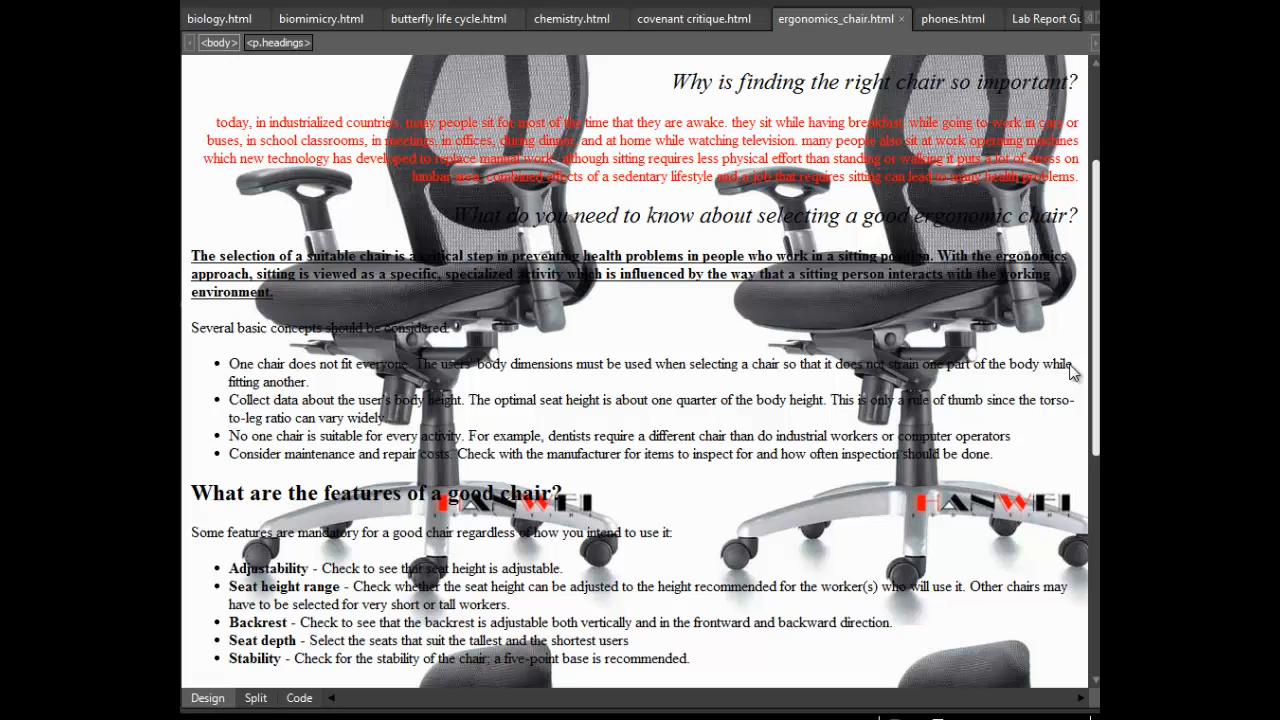 biology.html biomimicry.html butterfly life cycle.html chemistry.html covenant critique.html ergonomics_chair.html × phones.html Lab Report Gu
<body> <p.headings>
Why is finding the right chair so important?
today, in industrialized countries, many people sit for most of the time that they are awake. they sit while having breakfast, while going to work in cars or
buses, in school classrooms, in meetings, in offices, during dinner, and at home while watching television. many people also sit at work operating machines
which new technology has developed to replace manual work. although sitting requires less physical effort than standing or walking it puts a lot of stress on
lumbar area. combined effects of a sedentary lifestyle and a job that requires sitting can lead to many health problems.
What do you need to know about selecting a good ergonomic chair?
The selection of a suitable chair is a critical step in preventing health problems in people who work in a sitting position. With the ergonomics
approach, sitting is viewed as a specific, specialized activity which is influenced by the way that a sitting person interacts with the working
environment.
Several basic concepts should be considered:
• One chair does not fit everyone. The users' body dimensions must be used when selecting a chair so that it does not strain one part of the body while
fitting another.
• Collect data about the user's body height. The optimal seat height is about one quarter of the body height. This is only a rule of thumb since the torso-
to-leg ratio can vary widely.
• No one chair is suitable for every activity. For example, dentists require a different chair than do industrial workers or computer operators
• Consider maintenance and repair costs. Check with the manufacturer for items to inspect for and how often inspection should be done.
What are the features of a good chair?
HANWEI HANWEI
Some features are mandatory for a good chair regardless of how you intend to use it:
• Adjustability - Check to see that seat height is adjustable.
• Seat height range - Check whether the seat height can be adjusted to the height recommended for the worker(s) who will use it. Other chairs may
have to be selected for very short or tall workers.
• Backrest - Check to see that the backrest is adjustable both vertically and in the frontward and backward direction.
• Seat depth - Select the seats that suit the tallest and the shortest users
• Stability - Check for the stability of the chair; a five-point base is recommended.
Design Split Code